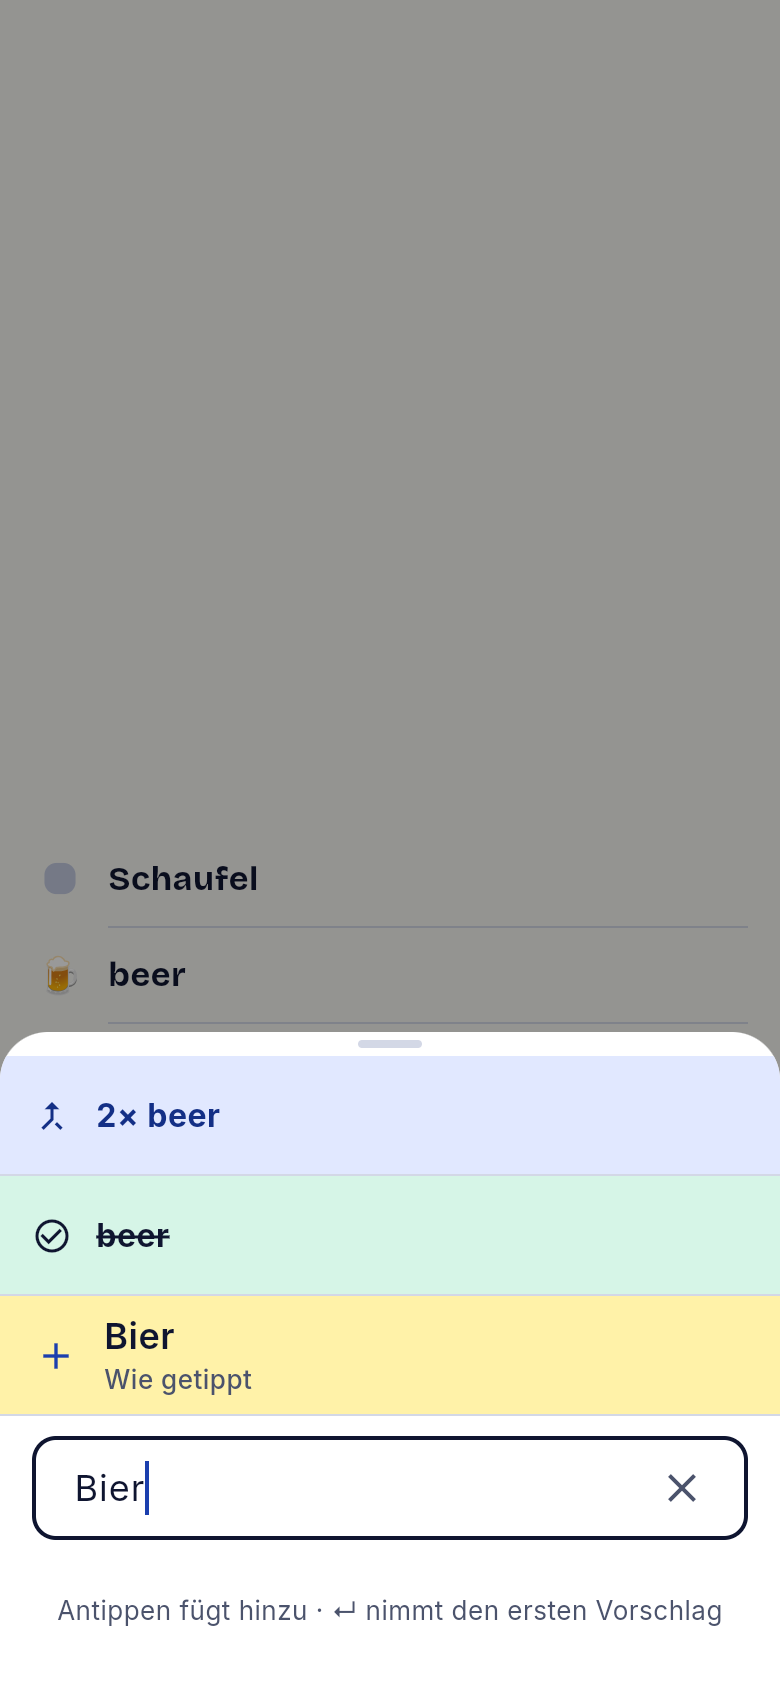 Schaufel
beer
2× beer
beer
Bier
Wie getippt
Bier
Antippen fügt hinzu · ↵ nimmt den ersten Vorschlag